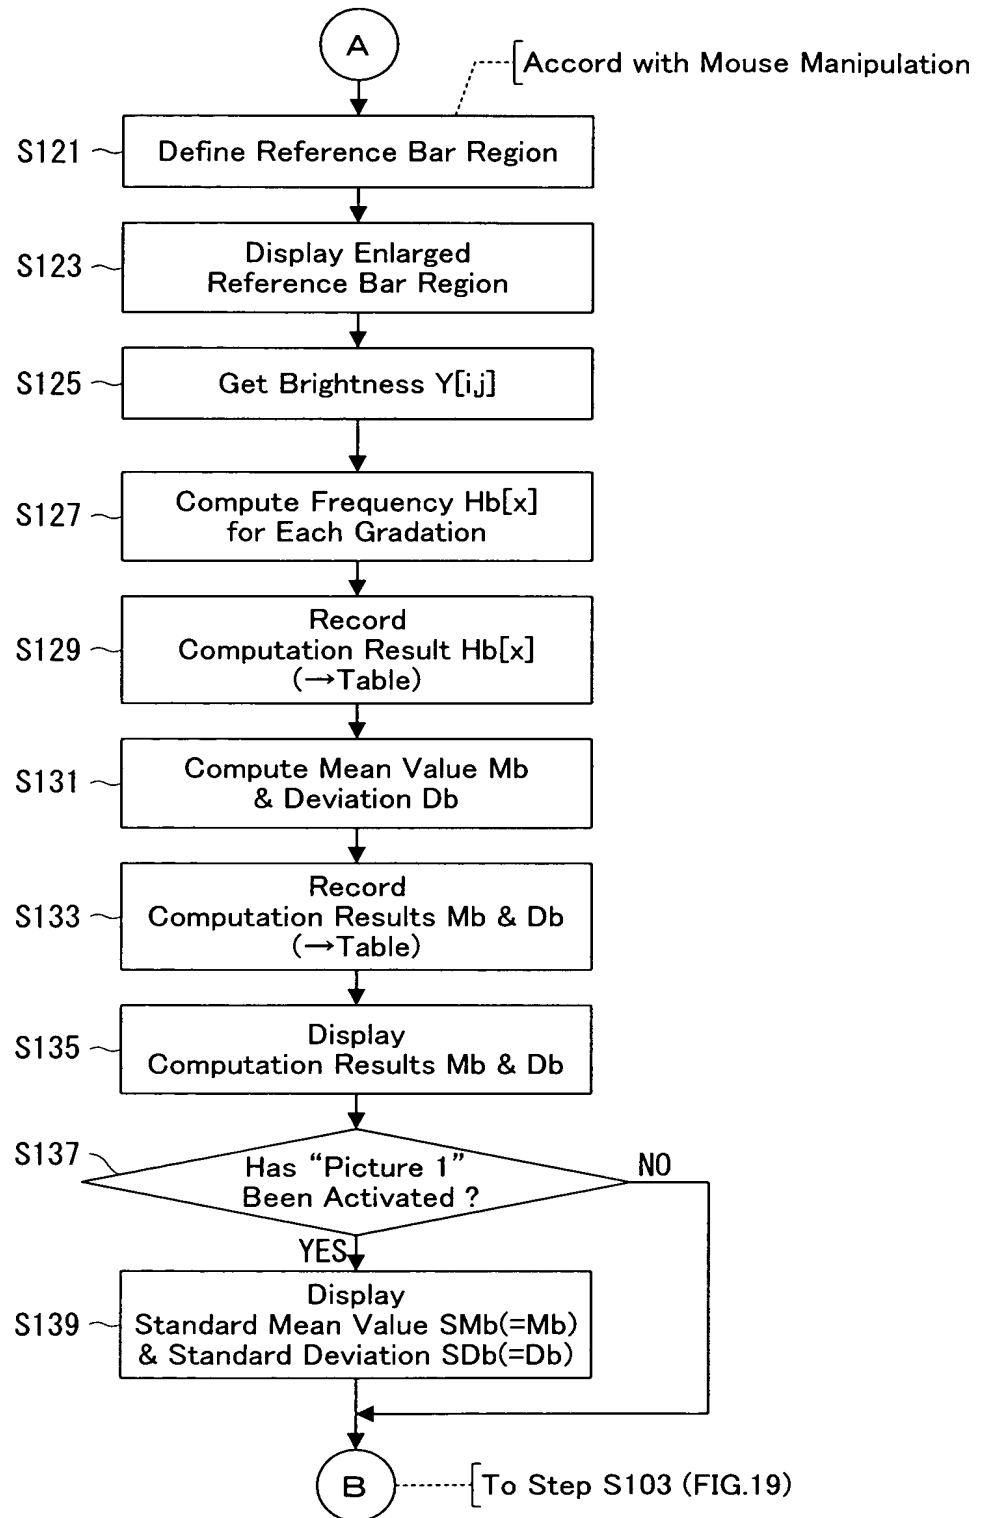 A
Accord with Mouse Manipulation
S121
Define Reference Bar Region
S123
Display Enlarged
Reference Bar Region
S125
Get Brightness Y[i,j]
S127
Compute Frequency Hb[x]
for Each Gradation
S129
Record
Computation Result Hb[x]
(→Table)
S131
Compute Mean Value Mb
& Deviation Db
S133
Record
Computation Results Mb & Db
(→Table)
S135
Display
Computation Results Mb & Db
S137
Has “Picture 1”
Been Activated ?
NO
YES
S139
Display
Standard Mean Value SMb(=Mb)
& Standard Deviation SDb(=Db)
B
To Step S103 (FIG.19)